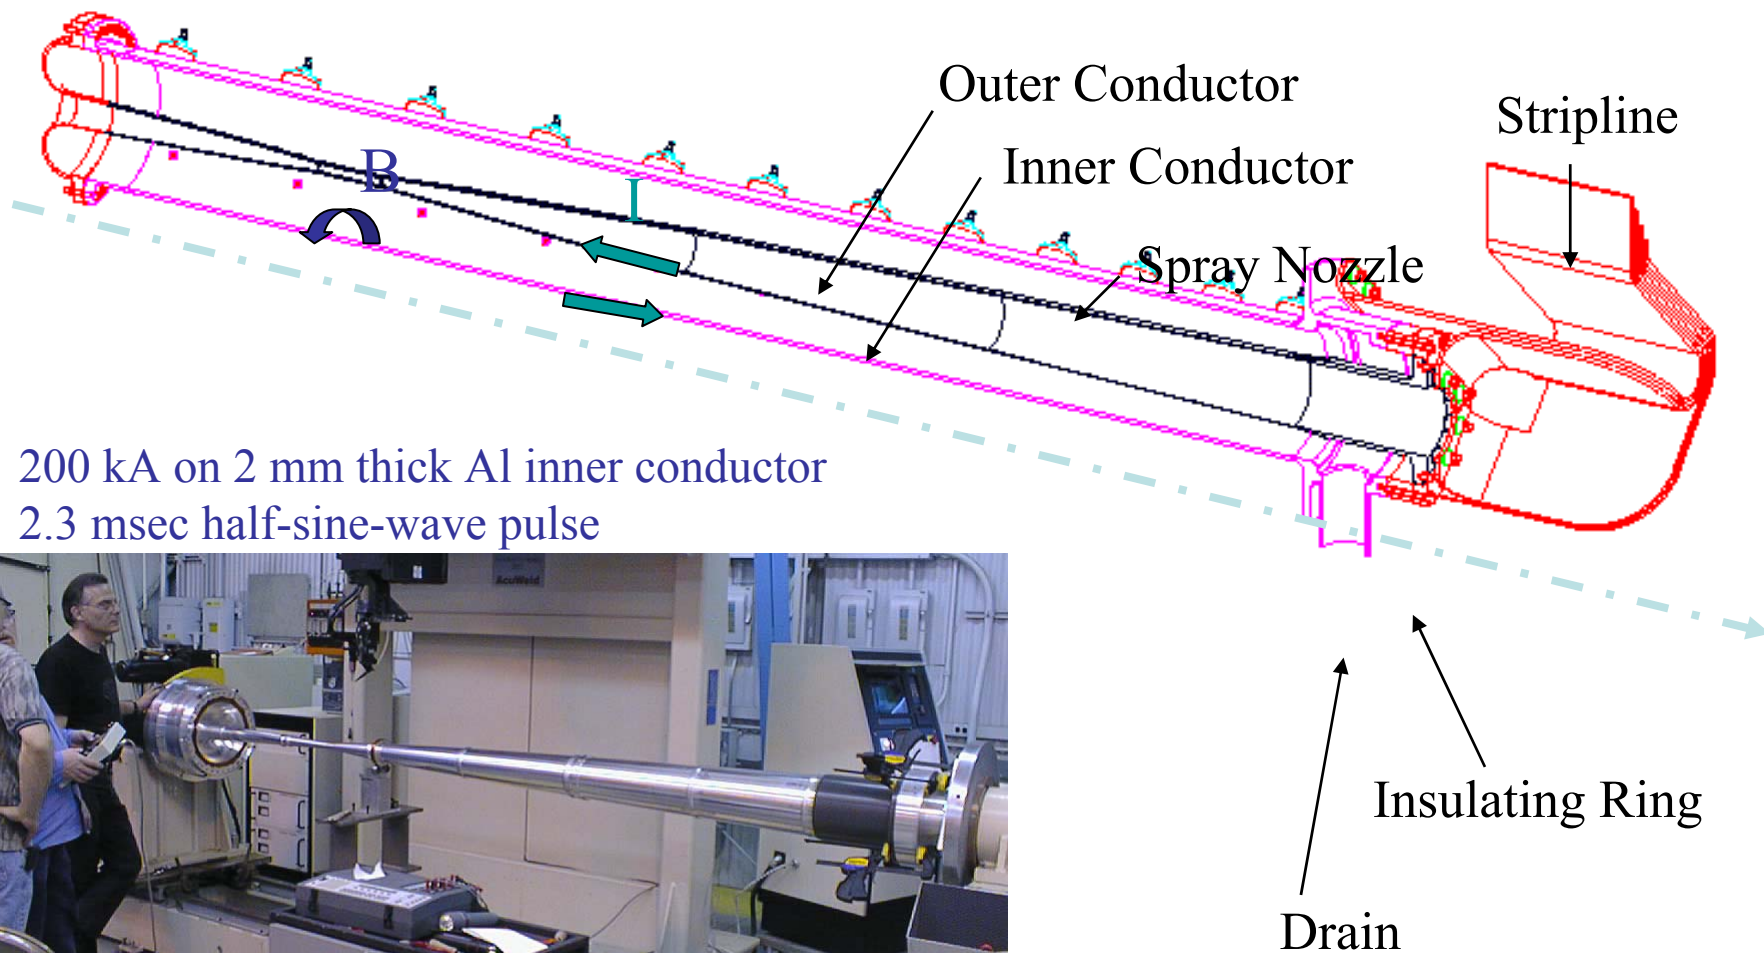 Outer Conductor
Stripline
Inner Conductor
B
I
Spray Nozzle
200 kA on 2 mm thick Al inner conductor
2.3 msec half-sine-wave pulse
AcuWeld
Insulating Ring
Drain